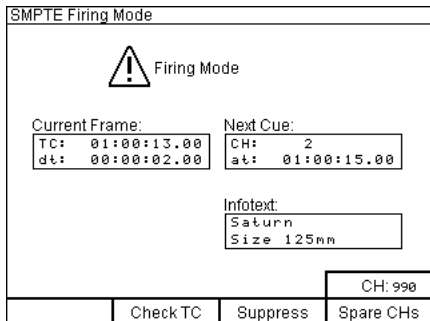 SMPTE Firing Mode
Firing Mode
Current Frame:
TC: 01:00:13.00
dt: 00:00:02.00
Next Cue:
CH: 2
at: 01:00:15.00
Infotext:
Saturn
Size 125mm
CH: 990
Check TC Suppress Spare CHs